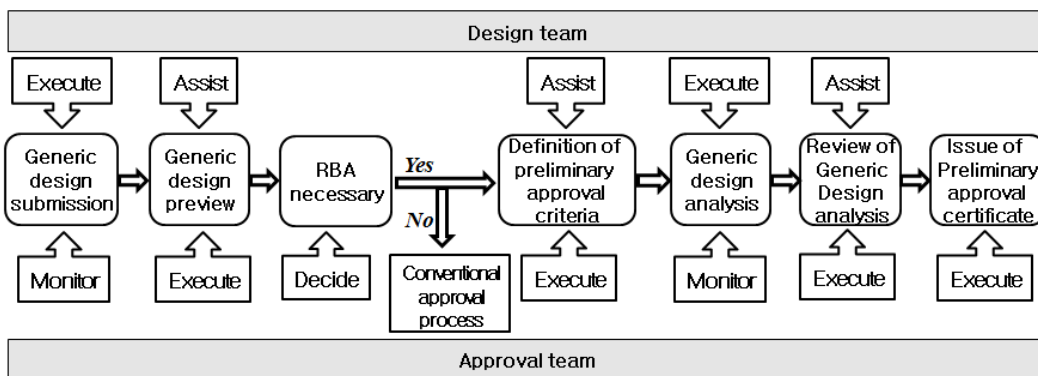 Design team
Execute
Assist
Assist
Execute
Assist
Generic
design
submission
Generic
design
preview
RBA
necessary
Yes
No
Definition of
preliminary
approval
criteria
Generic
design
analysis
Review of
Generic
Design
analysis
Issue of
Preliminary
approval
certificate
Monitor
Execute
Decide
Conventional
approval
process
Execute
Monitor
Execute
Execute
Approval team